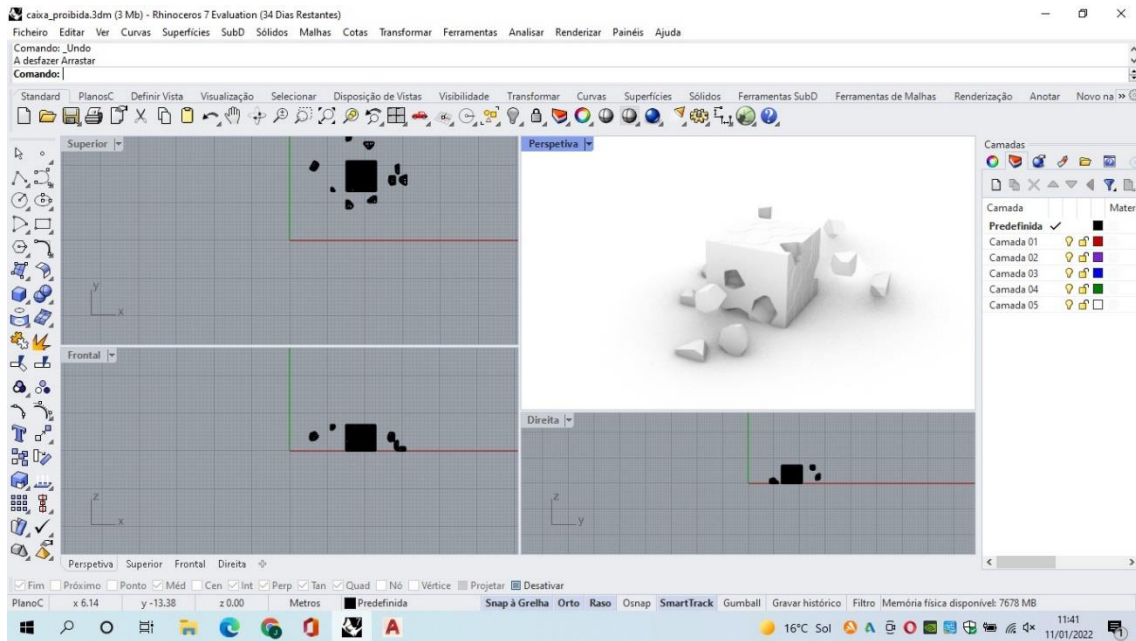 caixa_proibida.3dm (3 Mb) - Rhinoceros 7 Evaluation (34 Dias Restantes)
Ficheiro Editar Ver Curvas Superfícies SubD Sólidos Malhas Cotas Transformar Ferramentas Analisar Renderizar Painéis Ajuda
Comando: _Undo
A desfazer Arrastar
Comando:
Standard PlanosC Definir Vista Visualização Selecionar Disposição de Vistas Visibilidade Transformar Curvas Superfícies Sólidos Ferramentas SubD Ferramentas de Malhas Renderização Anotar Novo na »
Superior
y
x
Perspetiva
Frontal
z
x
Direita
z
y
Camadas
Camada Mater
Predefinida
Camada 01
Camada 02
Camada 03
Camada 04
Camada 05
Perspetiva Superior Frontal Direita
Fim Próximo Ponto Méd Cen Int Perp Tan Quad Nó Vértice Projetar Desativar
PlanoC x 6.14 y -13.38 z 0.00 Metros Predefinida Snap à Grelha Orto Raso Osnap SmartTrack Gumball Gravar histórico Filtro Memória física disponível: 7678 MB
16°C Sol 11:41
11/01/2022